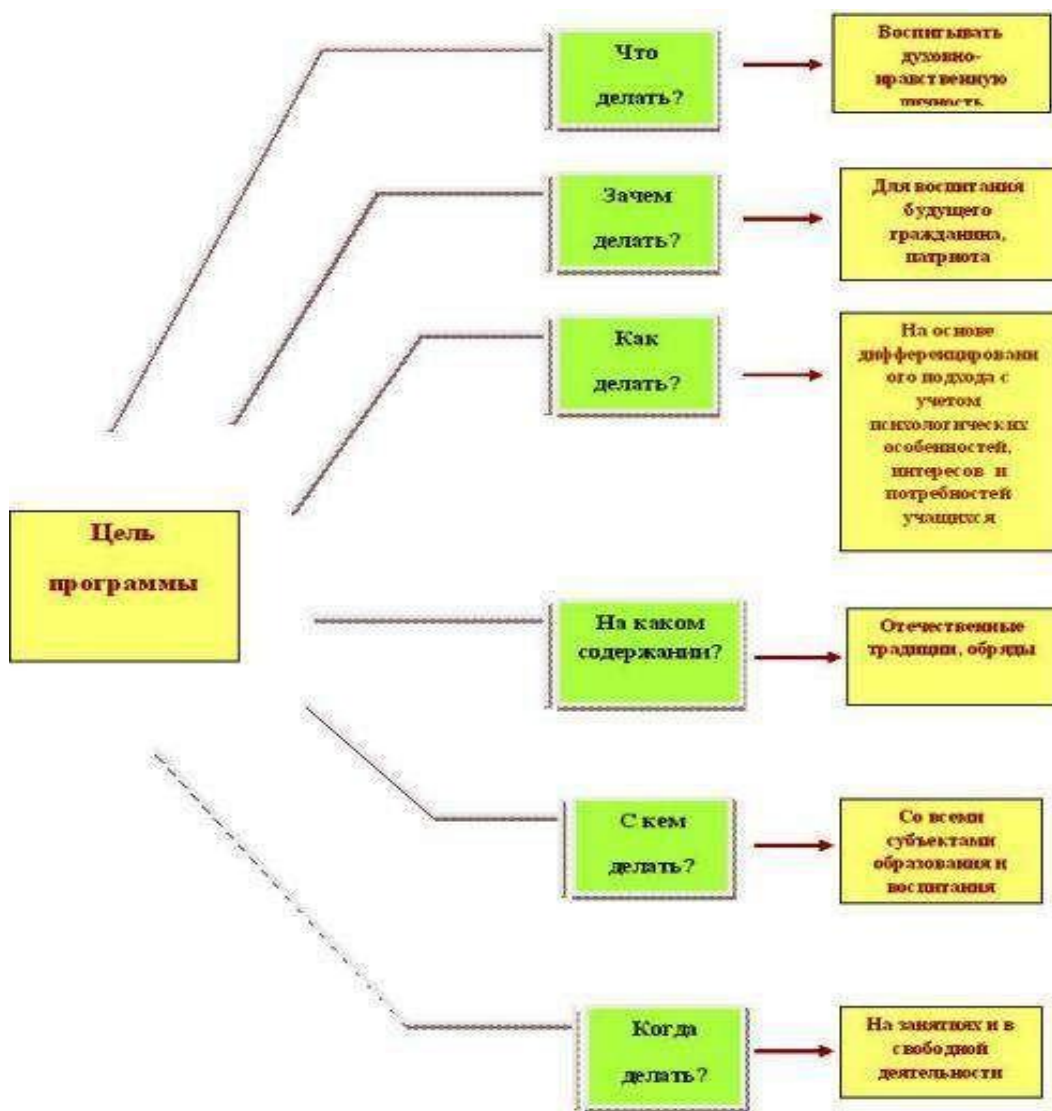 Что
делать?
Воспитывать
духовно-
нравственную
личность
Зачем
делать?
Для воспитания
будущего
гражданина,
патриота
Как
делать?
На основе
дифференцированн
ого подхода с
учетом
психологических
особенностей,
интересов и
потребностей
учащихся
Цель
программы
На каком
содержании?
Отечественные
традиции, обряды
С кем
делать?
Со всеми
субъектами
образования и
воспитания
Когда
делать?
На занятиях и в
свободной
деятельности